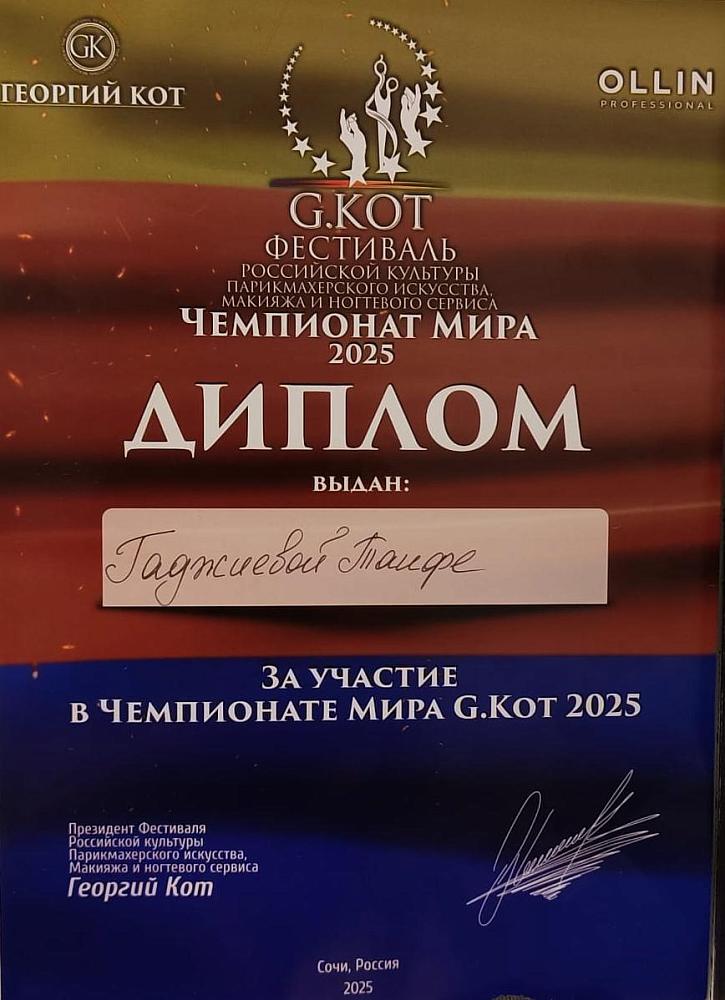 GK
ГЕОРГИЙ КОТ
OLLIN
PROFESSIONAL
G.КОТ
ФЕСТИВАЛЬ
РОССИЙСКОЙ КУЛЬТУРЫ
ПАРИКМАХЕРСКОГО ИСКУССТВА,
МАКИЯЖА И НОГТЕВОГО СЕРВИСА
ЧЕМПИОНАТ МИРА
2025
ДИПЛОМ
ВЫДАН:
Гаджиевой Таифе
ЗА УЧАСТИЕ
В ЧЕМПИОНАТЕ МИРА G.КОТ 2025
Президент Фестиваля
Российской культуры
Парикмахерского искусства,
Макияжа и ногтевого сервиса
Георгий Кот
Сочи, Россия
2025